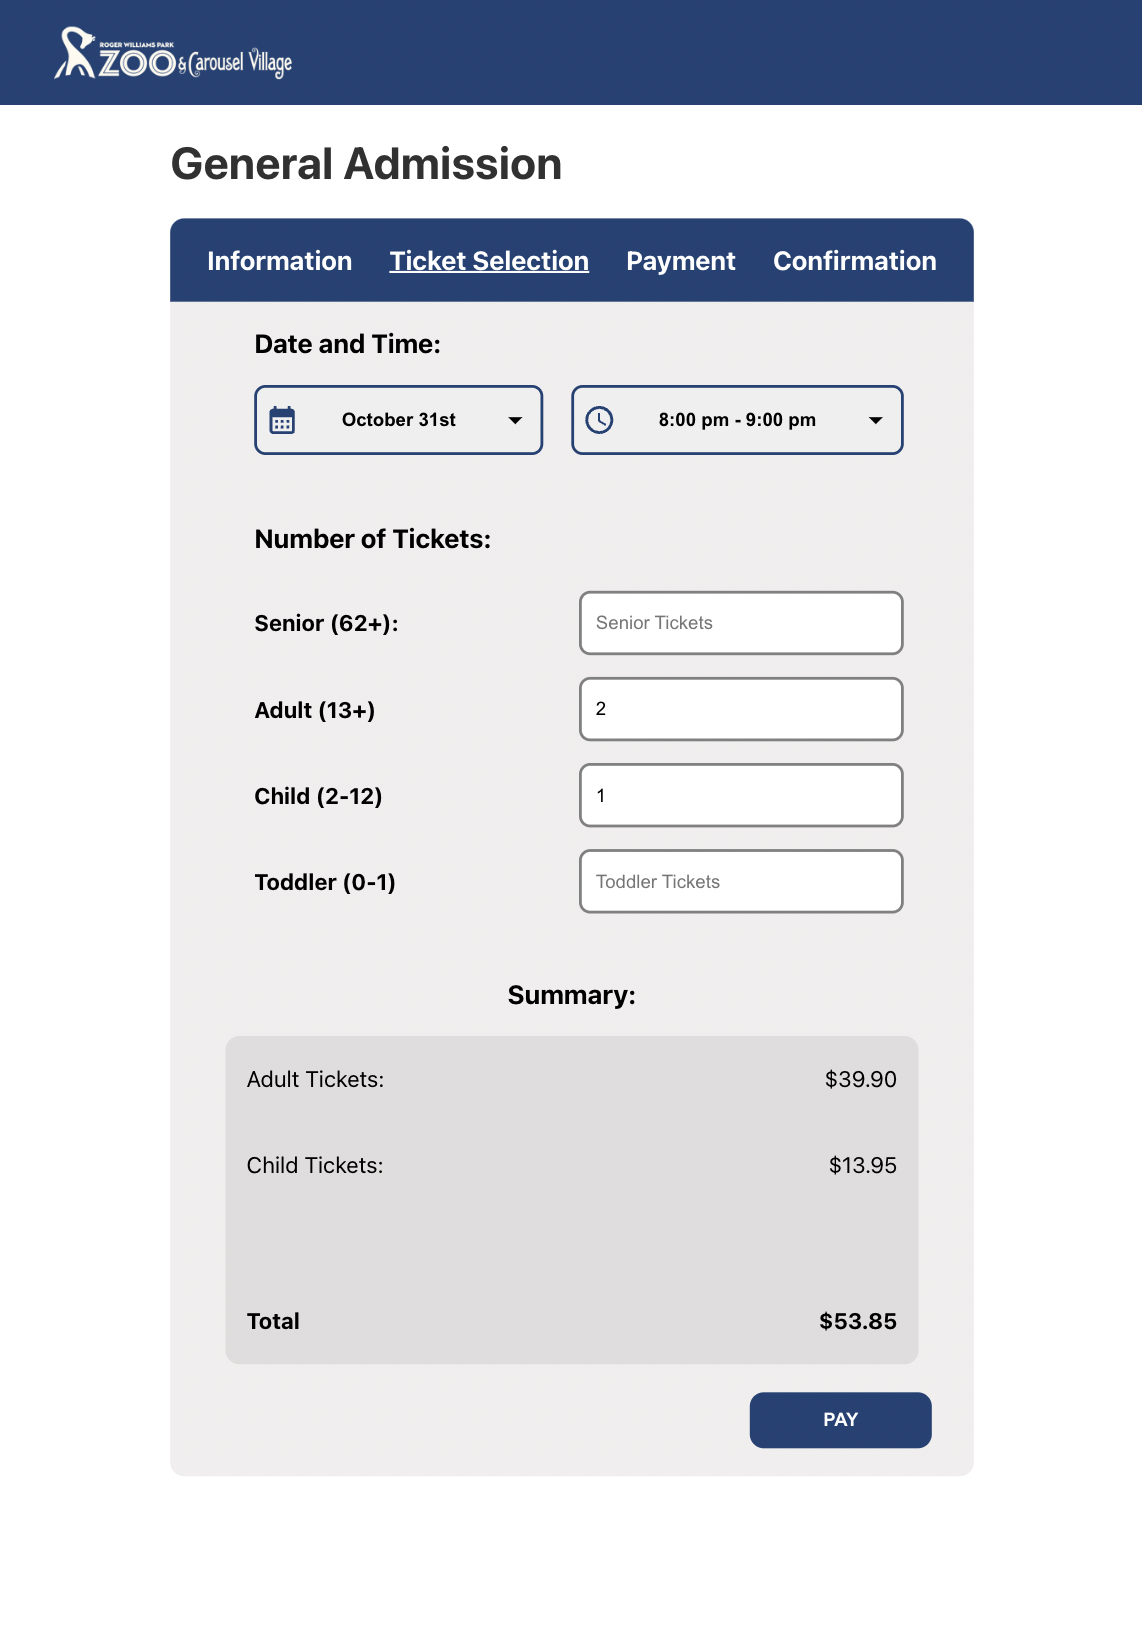 ROGER WILLIAMS PARK
ZOO & Carousel Village
General Admission
Information Ticket Selection Payment Confirmation
Date and Time:
October 31st 8:00 pm - 9:00 pm
Number of Tickets:
Senior (62+): Senior Tickets
Adult (13+) 2
Child (2-12) 1
Toddler (0-1) Toddler Tickets
Summary:
Adult Tickets: $39.90
Child Tickets: $13.95
Total $53.85
PAY